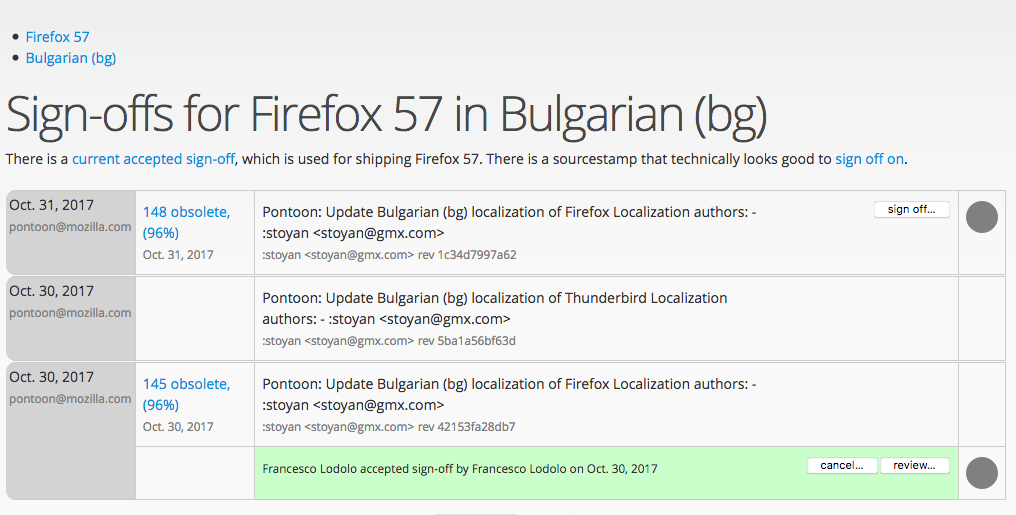 Firefox 57
Bulgarian (bg)
Sign-offs for Firefox 57 in Bulgarian (bg)
There is a current accepted sign-off, which is used for shipping Firefox 57. There is a sourcestamp that technically looks good to sign off on.
Oct. 31, 2017
pontoon@mozilla.com
148 obsolete,
(96%)
Oct. 31, 2017
Pontoon: Update Bulgarian (bg) localization of Firefox Localization authors: -
:stoyan <stoyan@gmx.com>
:stoyan <stoyan@gmx.com> rev 1c34d7997a62
sign off...
Oct. 30, 2017
pontoon@mozilla.com
Pontoon: Update Bulgarian (bg) localization of Thunderbird Localization
authors: - :stoyan <stoyan@gmx.com>
:stoyan <stoyan@gmx.com> rev 5ba1a56bf63d
Oct. 30, 2017
pontoon@mozilla.com
145 obsolete,
(96%)
Oct. 30, 2017
Pontoon: Update Bulgarian (bg) localization of Firefox Localization authors: -
:stoyan <stoyan@gmx.com>
:stoyan <stoyan@gmx.com> rev 42153fa28db7
Francesco Lodolo accepted sign-off by Francesco Lodolo on Oct. 30, 2017
cancel...
review...